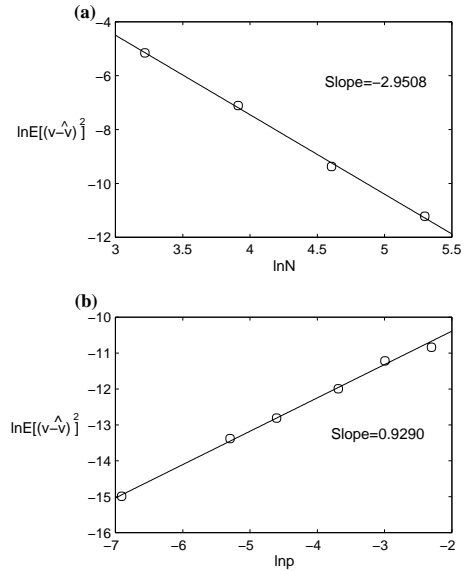 (a)
−4
−6
−8
−10
−12
lnE[(v−v̂)²]
Slope=−2.9508
3 3.5 4 4.5 5 5.5
lnN
(b)
−10
−11
−12
−13
−14
−15
−16
lnE[(v−v̂)²]
Slope=0.9290
−7 −6 −5 −4 −3 −2
lnp